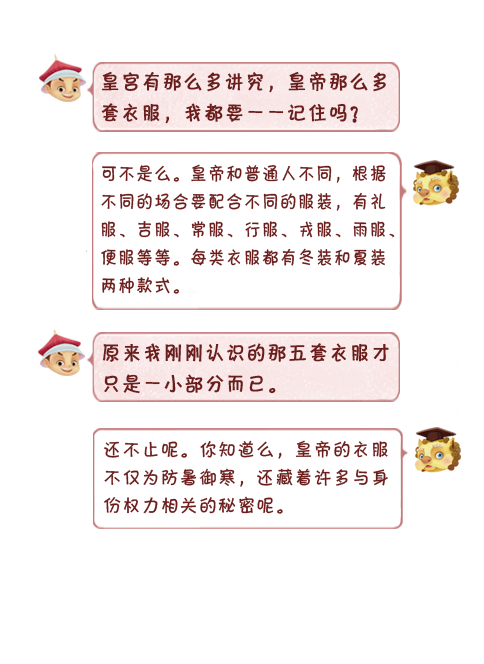 皇宫有那么多讲究，皇帝那么多
套衣服，我都要一一记住吗？
可不是么。皇帝和普通人不同，根据
不同的场合要配合不同的服装，有礼
服、吉服、常服、行服、戎服、雨服、
便服等等。每类衣服都有冬装和夏装
两种款式。
原来我刚刚认识的那五套衣服才
只是一小部分而已。
还不止呢。你知道么，皇帝的衣服
不仅为防暑御寒，还藏着许多与身
份权力相关的秘密呢。